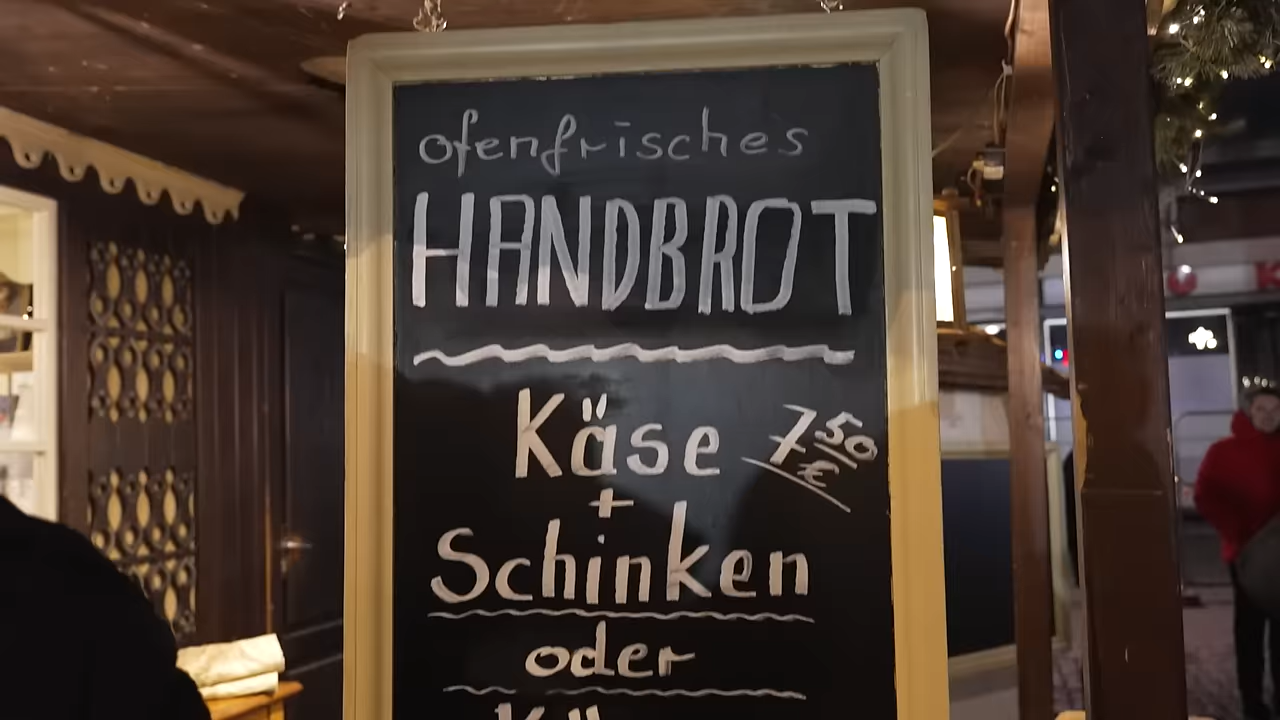 ofenfrisches
HANDBROT
Käse 7 50 €
+
Schinken
oder